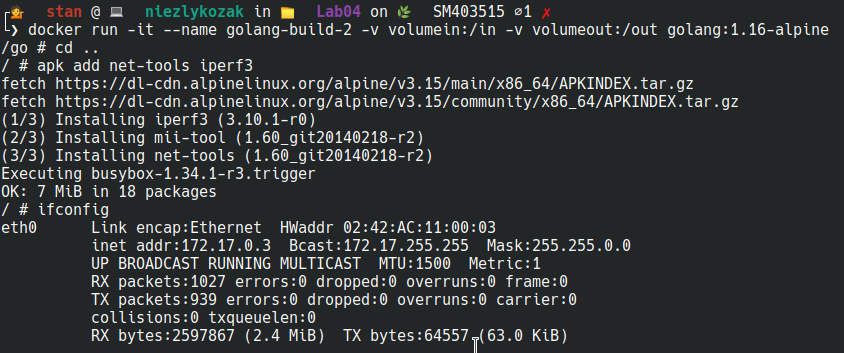 stan @ niezlykozak in Lab04 on SM403515 ∅1 ✗
❯ docker run -it --name golang-build-2 -v volumein:/in -v volumeout:/out golang:1.16-alpine
/go # cd ..
/ # apk add net-tools iperf3
fetch https://dl-cdn.alpinelinux.org/alpine/v3.15/main/x86_64/APKINDEX.tar.gz
fetch https://dl-cdn.alpinelinux.org/alpine/v3.15/community/x86_64/APKINDEX.tar.gz
(1/3) Installing iperf3 (3.10.1-r0)
(2/3) Installing mii-tool (1.60_git20140218-r2)
(3/3) Installing net-tools (1.60_git20140218-r2)
Executing busybox-1.34.1-r3.trigger
OK: 7 MiB in 18 packages
/ # ifconfig
eth0 Link encap:Ethernet HWaddr 02:42:AC:11:00:03
inet addr:172.17.0.3 Bcast:172.17.255.255 Mask:255.255.0.0
UP BROADCAST RUNNING MULTICAST MTU:1500 Metric:1
RX packets:1027 errors:0 dropped:0 overruns:0 frame:0
TX packets:939 errors:0 dropped:0 overruns:0 carrier:0
collisions:0 txqueuelen:0
RX bytes:2597867 (2.4 MiB) TX bytes:64557 (63.0 KiB)